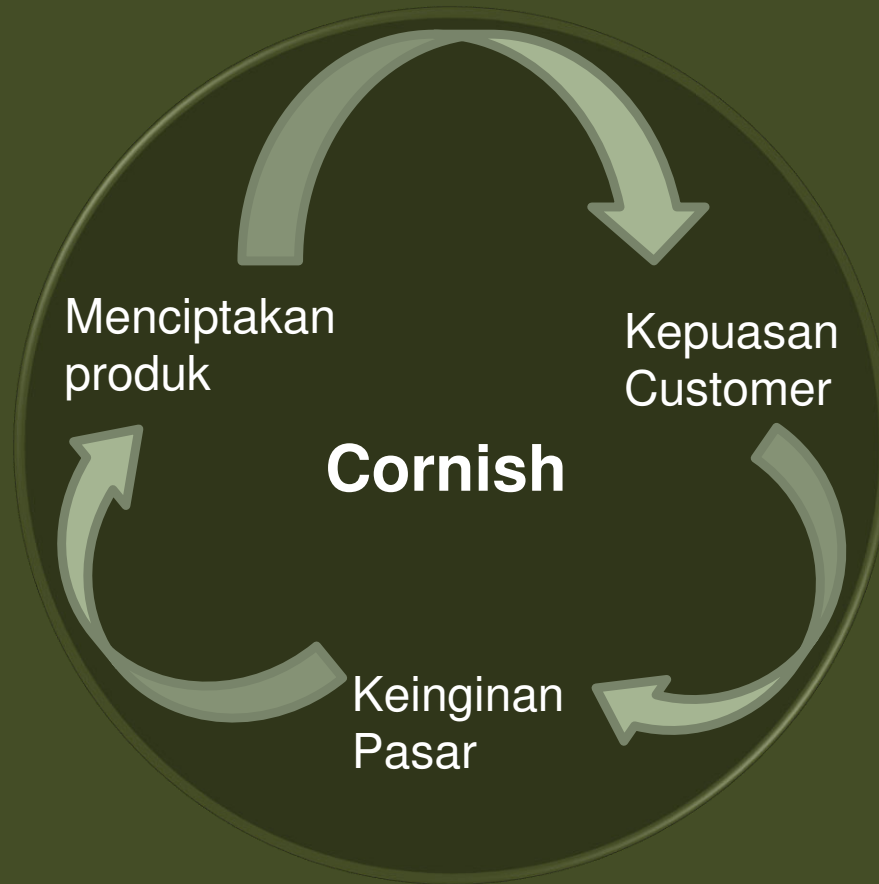 Menciptakan
produk
Kepuasan
Customer
Cornish
Keinginan
Pasar